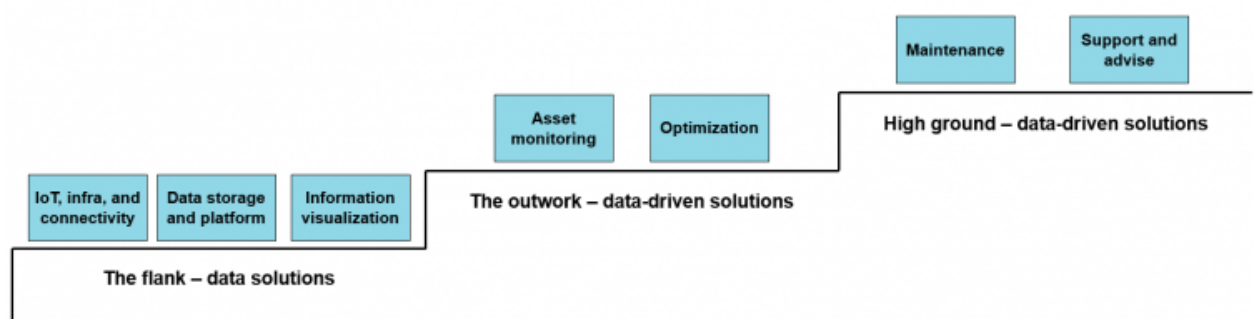 Maintenance
Support and
advise
High ground – data-driven solutions
Asset
monitoring
Optimization
The outwork – data-driven solutions
IoT, infra, and
connectivity
Data storage
and platform
Information
visualization
The flank – data solutions